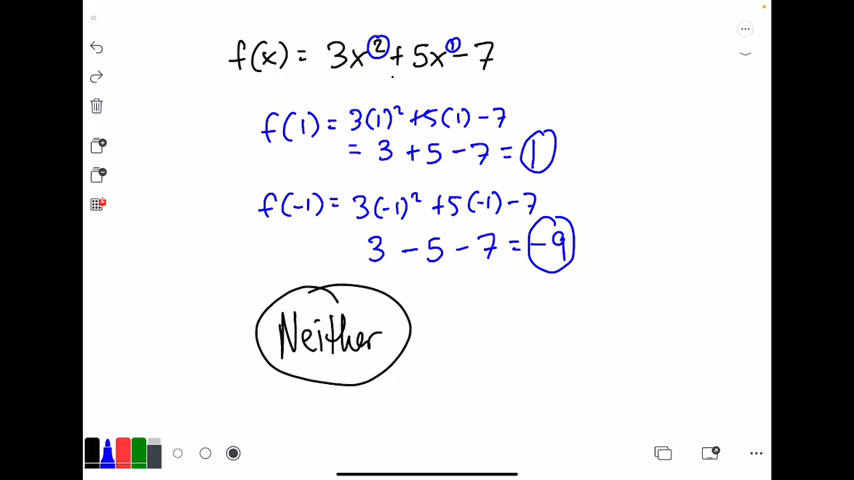 f(x) = 3x² + 5x¹ - 7
f(1) = 3(1)² + 5(1) - 7
= 3 + 5 - 7 = 1
f(-1) = 3(-1)² + 5(-1) - 7
3 - 5 - 7 = -9
Neither